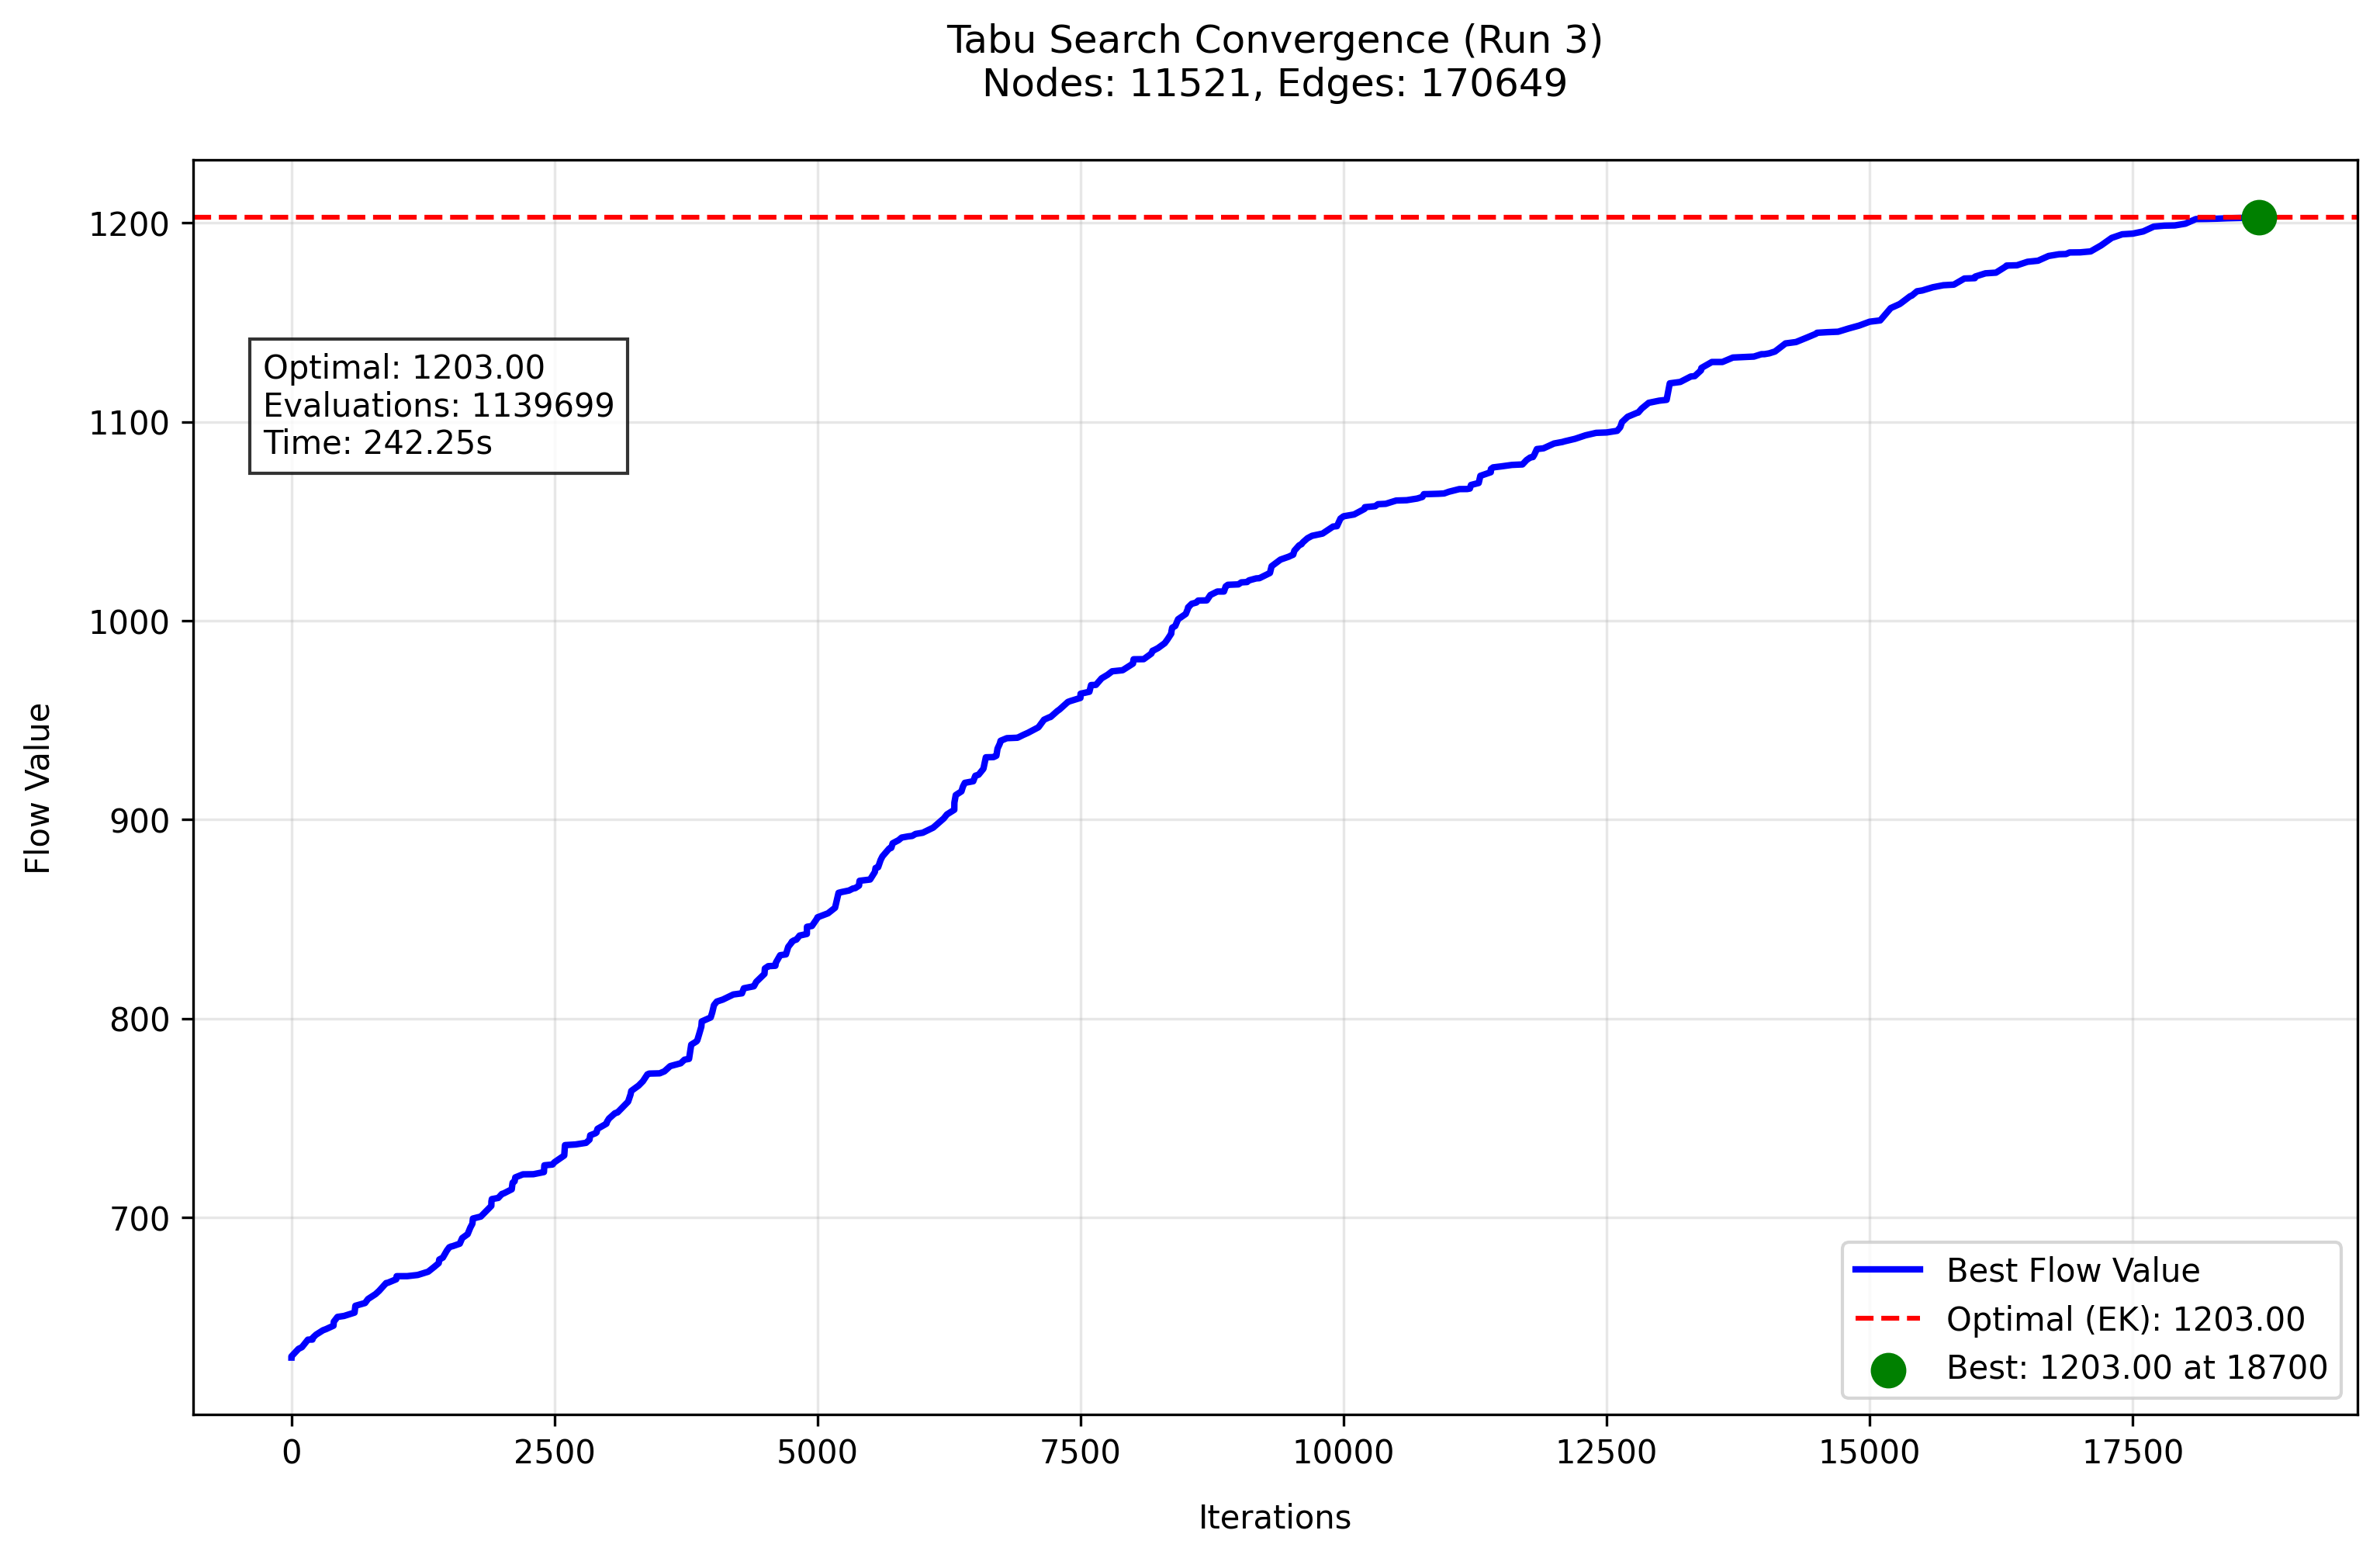 Tabu Search Convergence (Run 3)
Nodes: 11521, Edges: 170649
1200
1100
1000
900
800
700
Flow Value
Optimal: 1203.00
Evaluations: 1139699
Time: 242.25s
Best Flow Value
Optimal (EK): 1203.00
Best: 1203.00 at 18700
0 2500 5000 7500 10000 12500 15000 17500
Iterations